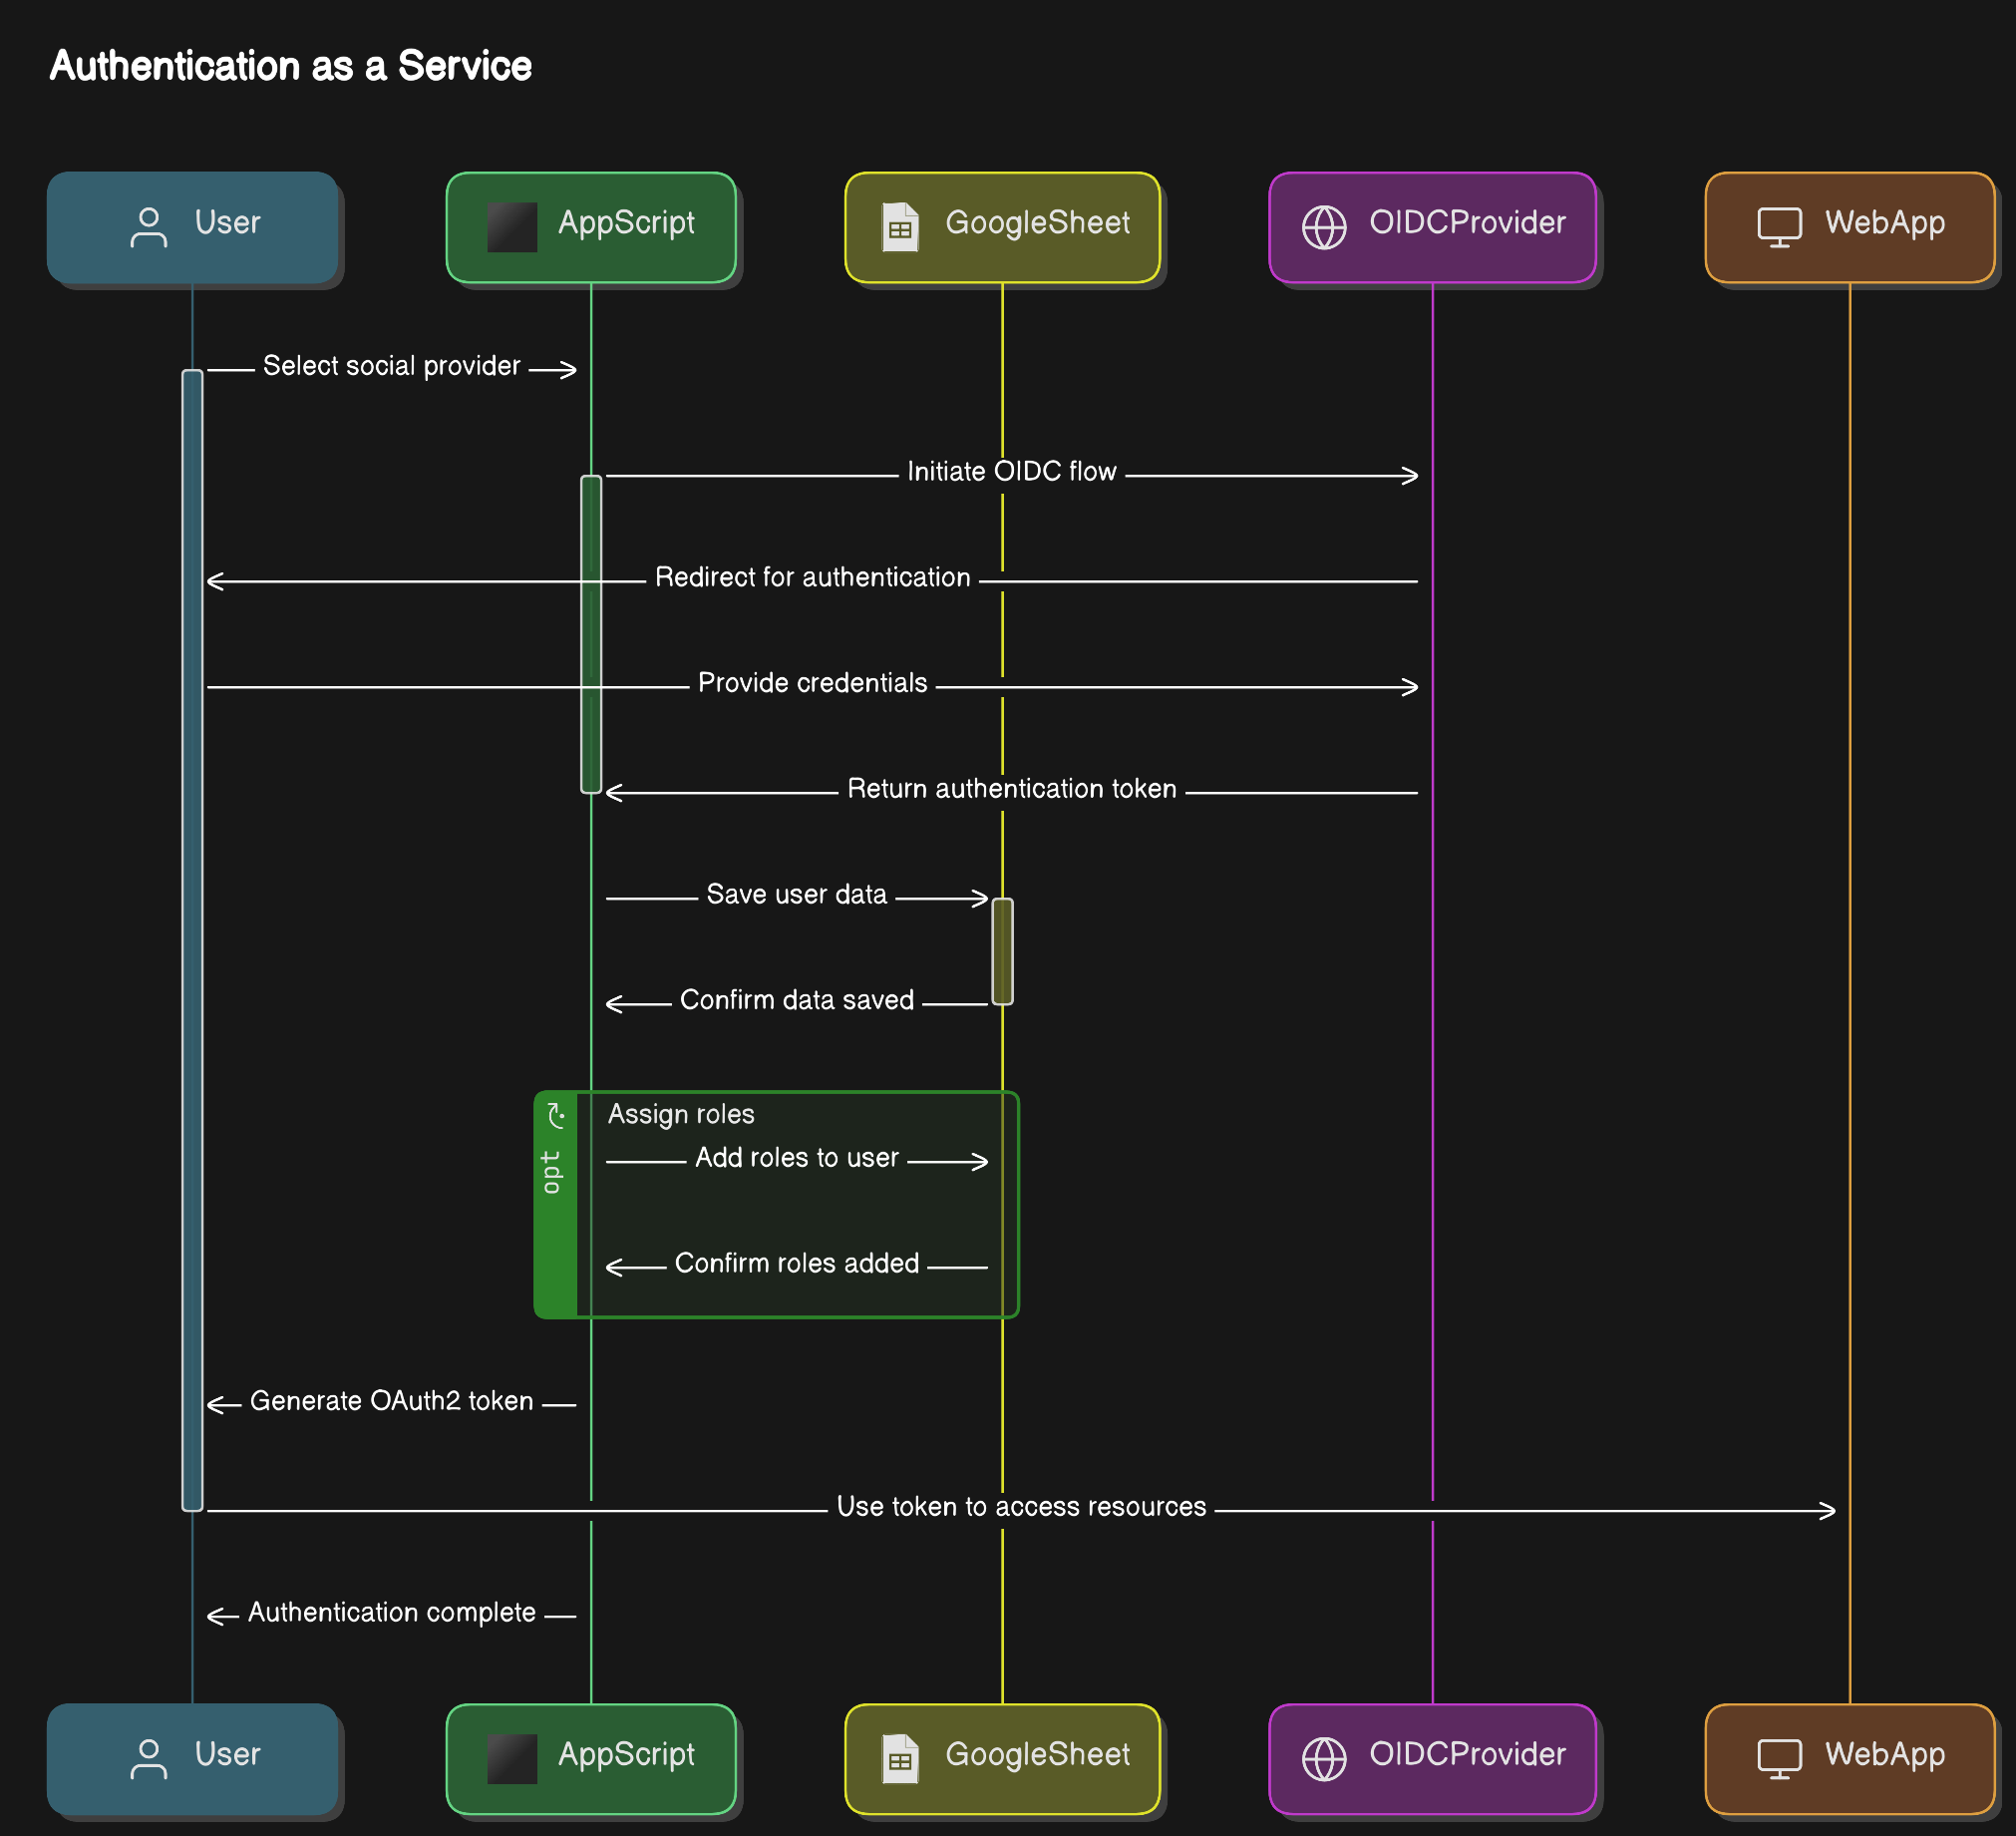 Authentication as a Service
User
AppScript
GoogleSheet
OIDCProvider
WebApp
Select social provider
Initiate OIDC flow
Redirect for authentication
Provide credentials
Return authentication token
Save user data
Confirm data saved
opt
Assign roles
Add roles to user
Confirm roles added
Generate OAuth2 token
Use token to access resources
Authentication complete
User
AppScript
GoogleSheet
OIDCProvider
WebApp